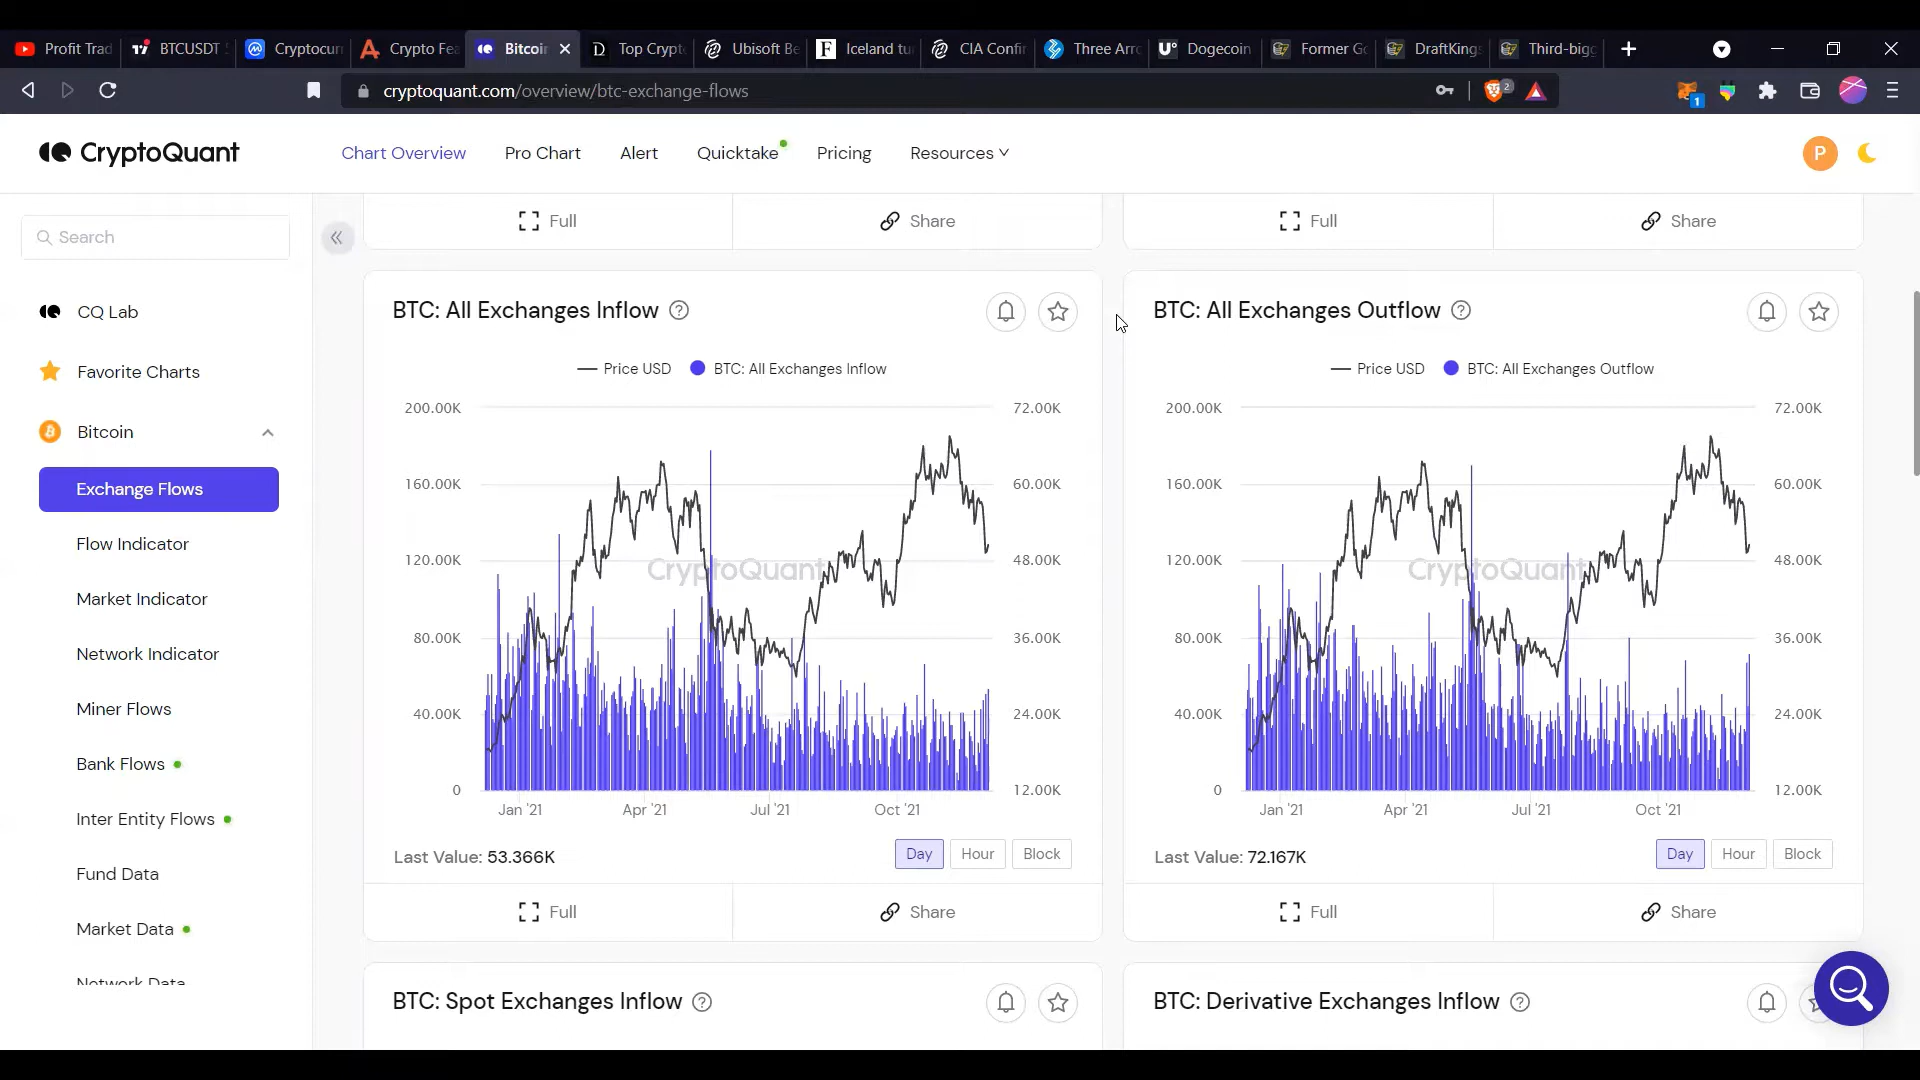 Profit Trad
BTCUSDT
Cryptocurr
Crypto Fea
Bitcoin
Top Crypt
Ubisoft Be
Iceland tu
CIA Confir
Three Arr
Dogecoin
Former Go
DraftKings
Third-bigg
cryptoquant.com/overview/btc-exchange-flows
2
1
CryptoQuant
Chart Overview
Pro Chart
Alert
Quicktake
Pricing
Resources
P
Search
CQ Lab
Favorite Charts
Bitcoin
Exchange Flows
Flow Indicator
Market Indicator
Network Indicator
Miner Flows
Bank Flows
Inter Entity Flows
Fund Data
Market Data
Network Data
Full
Share
Full
Share
BTC: All Exchanges Inflow
Price USD
BTC: All Exchanges Inflow
200.00K
160.00K
120.00K
80.00K
40.00K
0
72.00K
60.00K
48.00K
36.00K
24.00K
12.00K
CryptoQuant
Jan '21
Apr '21
Jul '21
Oct '21
Last Value: 53.366K
Day
Hour
Block
Full
Share
BTC: All Exchanges Outflow
Price USD
BTC: All Exchanges Outflow
200.00K
160.00K
120.00K
80.00K
40.00K
0
72.00K
60.00K
48.00K
36.00K
24.00K
12.00K
CryptoQuant
Jan '21
Apr '21
Jul '21
Oct '21
Last Value: 72.167K
Day
Hour
Block
Full
Share
BTC: Spot Exchanges Inflow
BTC: Derivative Exchanges Inflow